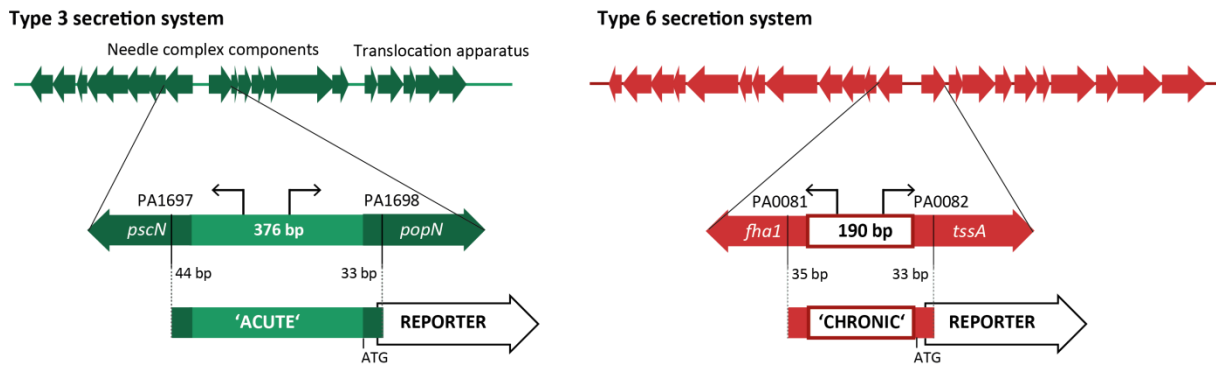 Type 3 secretion system
Needle complex components
Translocation apparatus
PA1697
PA1698
pscN
376 bp
popN
44 bp
33 bp
‘ACUTE‘
REPORTER
ATG
Type 6 secretion system
PA0081
PA0082
fha1
190 bp
tssA
35 bp
33 bp
‘CHRONIC‘
REPORTER
ATG